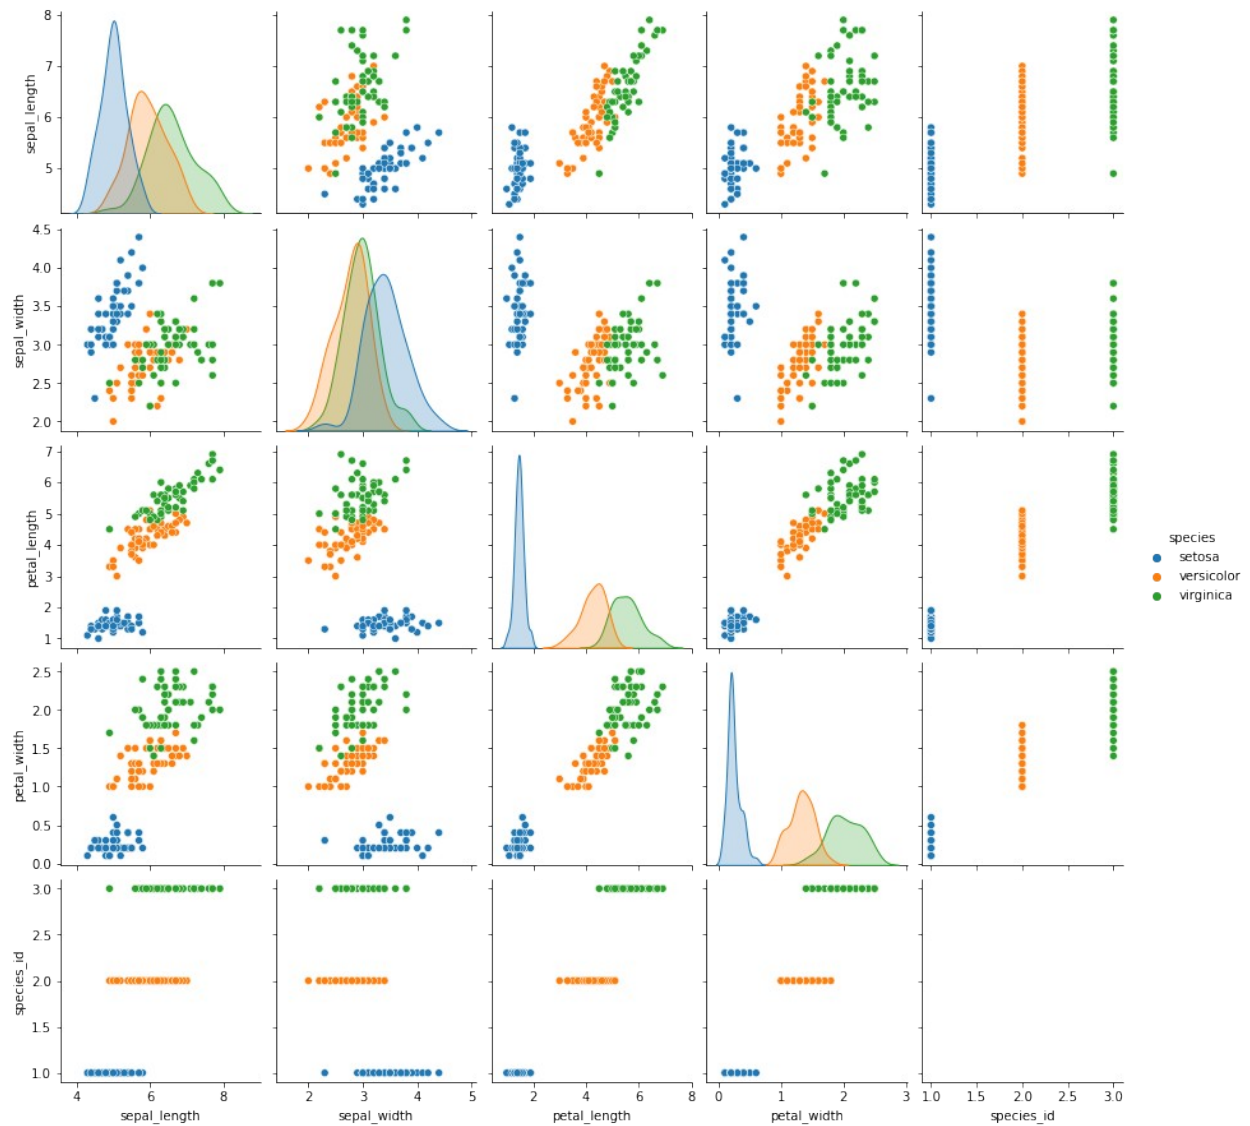 8
7
6
5
sepal_length
4.5
4.0
3.5
3.0
2.5
2.0
sepal_width
7
6
5
4
3
2
1
petal_length
species
setosa
versicolor
virginica
2.5
2.0
1.5
1.0
0.5
0.0
petal_width
3.0
2.5
2.0
1.5
1.0
species_id
4 6 8
2 3 4 5
0 2 4 6 8
0 1 2 3
1.0 1.5 2.0 2.5 3.0
sepal_length sepal_width petal_length petal_width species_id